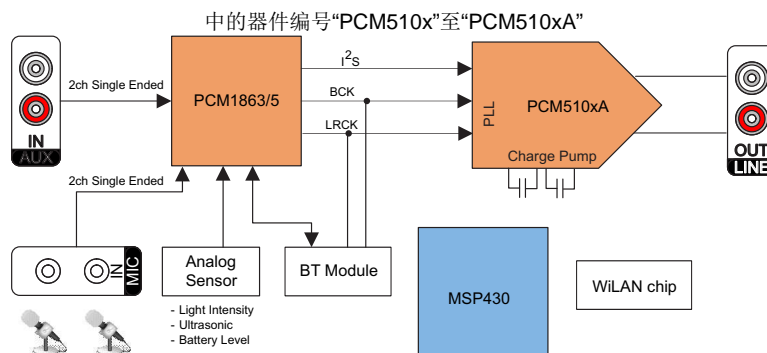 中的器件编号“PCM510x”至“PCM510xA”
I²S
2ch Single Ended
BCK
PCM1863/5
PCM510xA
PLL
LRCK
IN
AUX
Charge Pump
OUT
LINE
2ch Single Ended
IN
MIC
Analog
Sensor
BT Module
MSP430
WiLAN chip
- Light Intensity
- Ultrasonic
- Battery Level